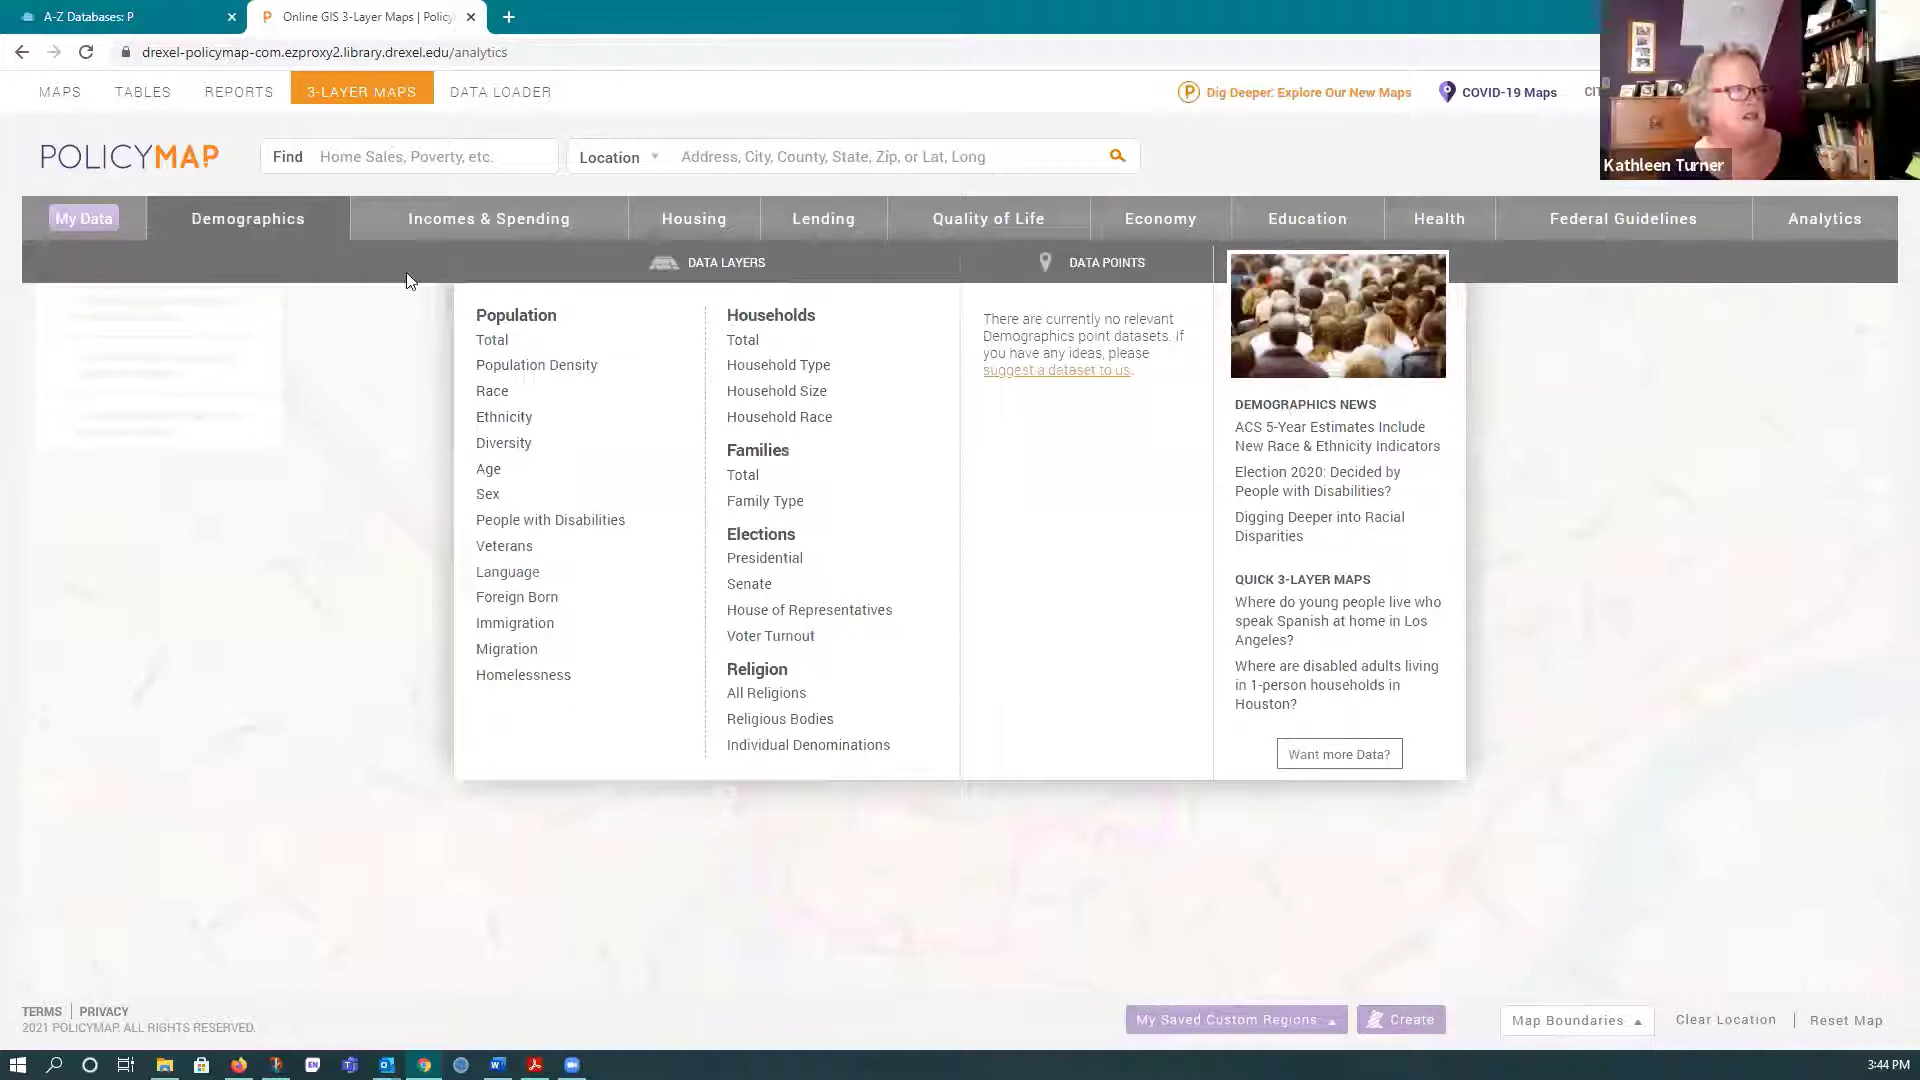 A-Z Databases: P
Online GIS 3-Layer Maps | Policy
drexel-policymap-com.ezproxy2.library.drexel.edu/analytics
MAPS
TABLES
REPORTS
3-LAYER MAPS
DATA LOADER
Dig Deeper: Explore Our New Maps
COVID-19 Maps
POLICYMAP
Find
Home Sales, Poverty, etc.
Location
Address, City, County, State, Zip, or Lat, Long
Kathleen Turner
My Data
Demographics
Incomes & Spending
Housing
Lending
Quality of Life
Economy
Education
Health
Federal Guidelines
Analytics
DATA LAYERS
DATA POINTS
Population
Total
Population Density
Race
Ethnicity
Diversity
Age
Sex
People with Disabilities
Veterans
Language
Foreign Born
Immigration
Migration
Homelessness
Households
Total
Household Type
Household Size
Household Race
Families
Total
Family Type
Elections
Presidential
Senate
House of Representatives
Voter Turnout
Religion
All Religions
Religious Bodies
Individual Denominations
There are currently no relevant
Demographics point datasets. If
you have any ideas, please
suggest a dataset to us.
DEMOGRAPHICS NEWS
ACS 5-Year Estimates Include
New Race & Ethnicity Indicators
Election 2020: Decided by
People with Disabilities?
Digging Deeper into Racial
Disparities
QUICK 3-LAYER MAPS
Where do young people live who
speak Spanish at home in Los
Angeles?
Where are disabled adults living
in 1-person households in
Houston?
Want more Data?
TERMS | PRIVACY
2021 POLICYMAP. ALL RIGHTS RESERVED.
My Saved Custom Regions
Create
Map Boundaries
Clear Location
Reset Map
3:44 PM